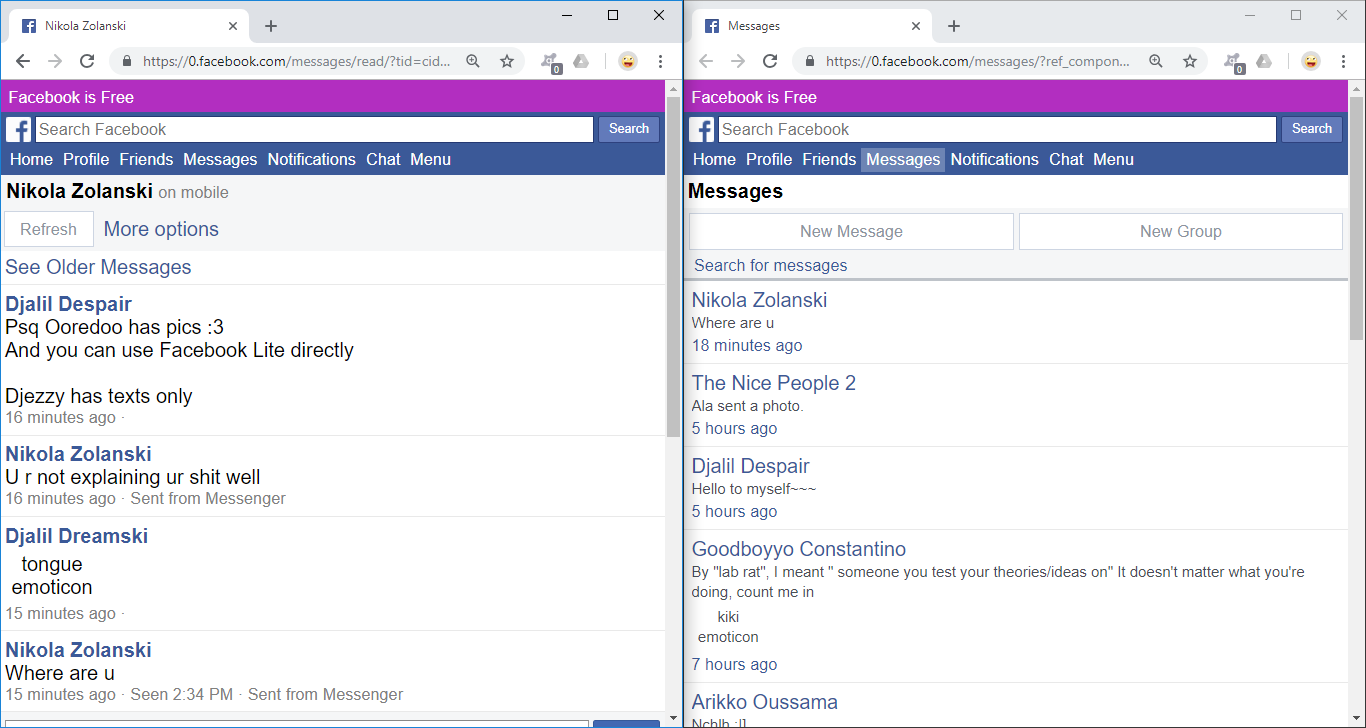 Nikola Zolanski
https://0.facebook.com/messages/read/?tid=cid...
0
Facebook is Free
Search Facebook
Search
Home Profile Friends Messages Notifications Chat Menu
Nikola Zolanski on mobile
Refresh More options
See Older Messages
Djalil Despair
Psq Ooredoo has pics :3
And you can use Facebook Lite directly
Djezzy has texts only
16 minutes ago ·
Nikola Zolanski
U r not explaining ur shit well
16 minutes ago · Sent from Messenger
Djalil Dreamski
tongue
emoticon
15 minutes ago ·
Nikola Zolanski
Where are u
15 minutes ago · Seen 2:34 PM · Sent from Messenger
Messages
https://0.facebook.com/messages/?ref_compon...
0
Facebook is Free
Search Facebook
Search
Home Profile Friends Messages Notifications Chat Menu
Messages
New Message New Group
Search for messages
Nikola Zolanski
Where are u
18 minutes ago
The Nice People 2
Ala sent a photo.
5 hours ago
Djalil Despair
Hello to myself~~~
5 hours ago
Goodboyyo Constantino
By "lab rat", I meant " someone you test your theories/ideas on" It doesn't matter what you're
doing, count me in
kiki
emoticon
7 hours ago
Arikko Oussama